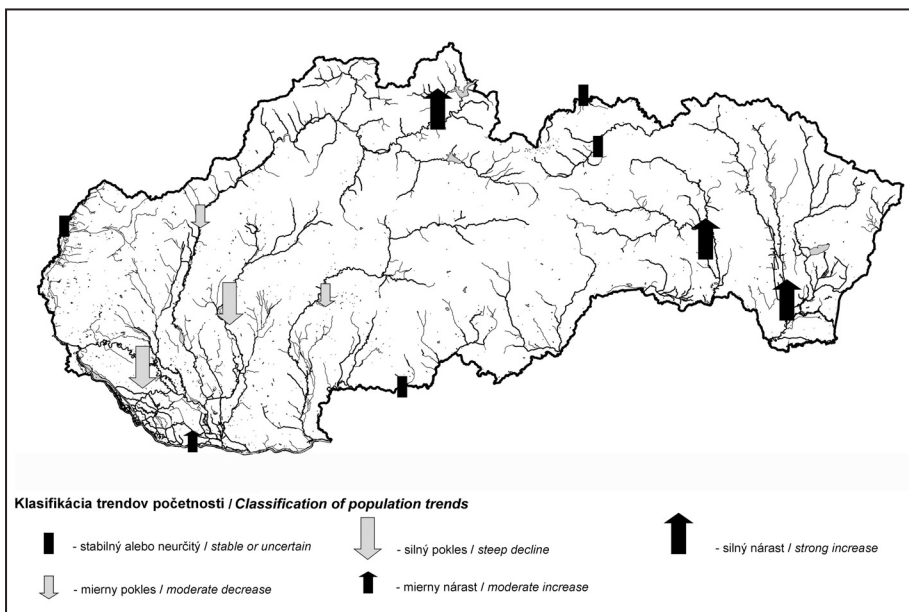 Klasifikácia trendov početnosti / Classification of population trends
- stabilný alebo neurčitý / stable or uncertain
- silný pokles / steep decline
- silný nárast / strong increase
- mierny pokles / moderate decrease
- mierny nárast / moderate increase